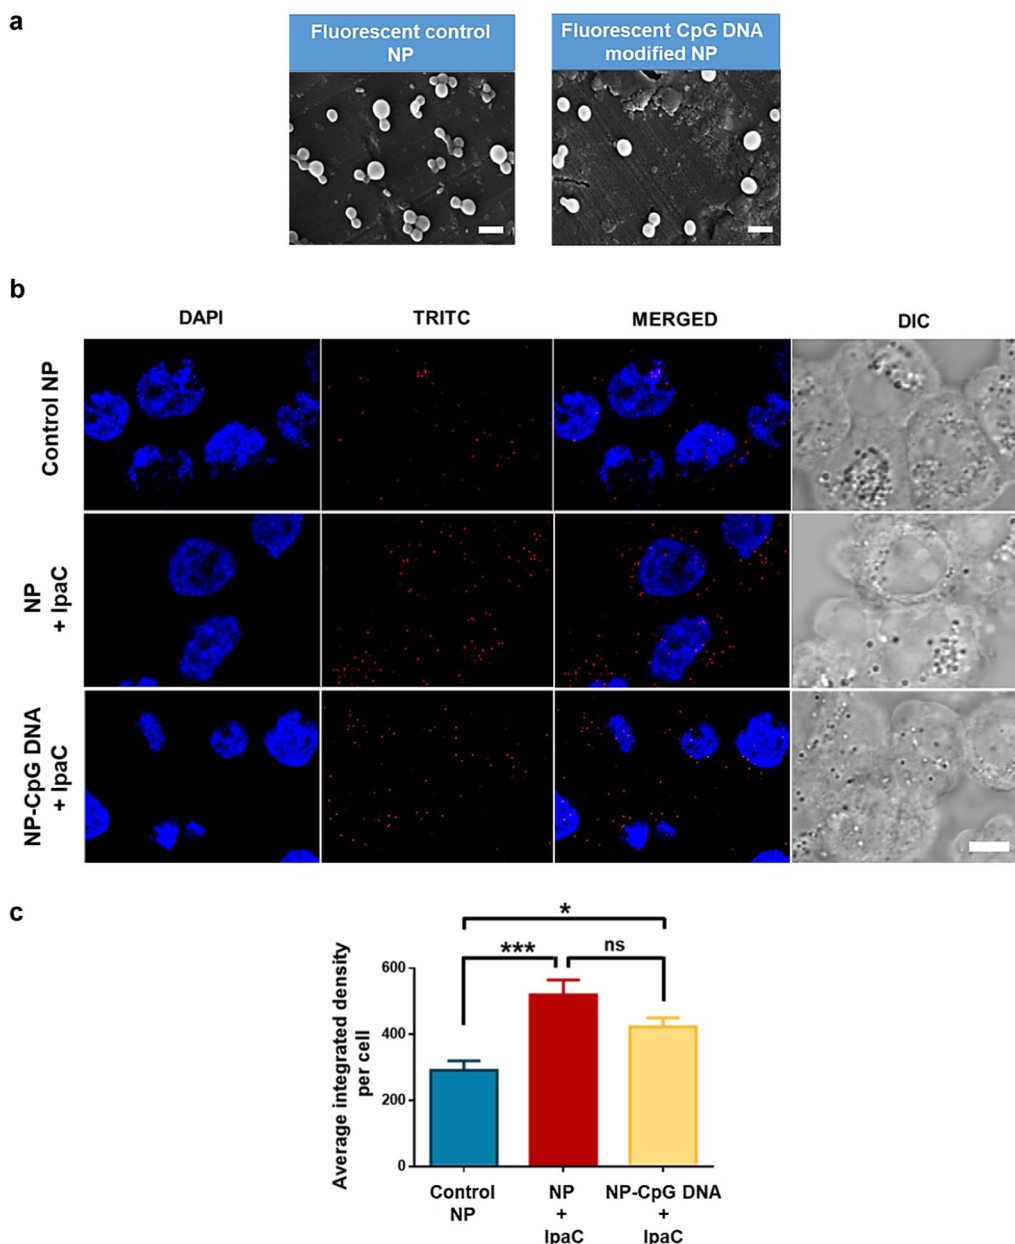 a
Fluorescent control
NP
Fluorescent CpG DNA
modified NP
b
DAPI
TRITC
MERGED
DIC
Control NP
NP
+ IpaC
NP-CpG DNA
+ IpaC
c
*
***
ns
Average integrated density
per cell
600
400
200
0
Control
NP
NP
+
IpaC
NP-CpG DNA
+
IpaC